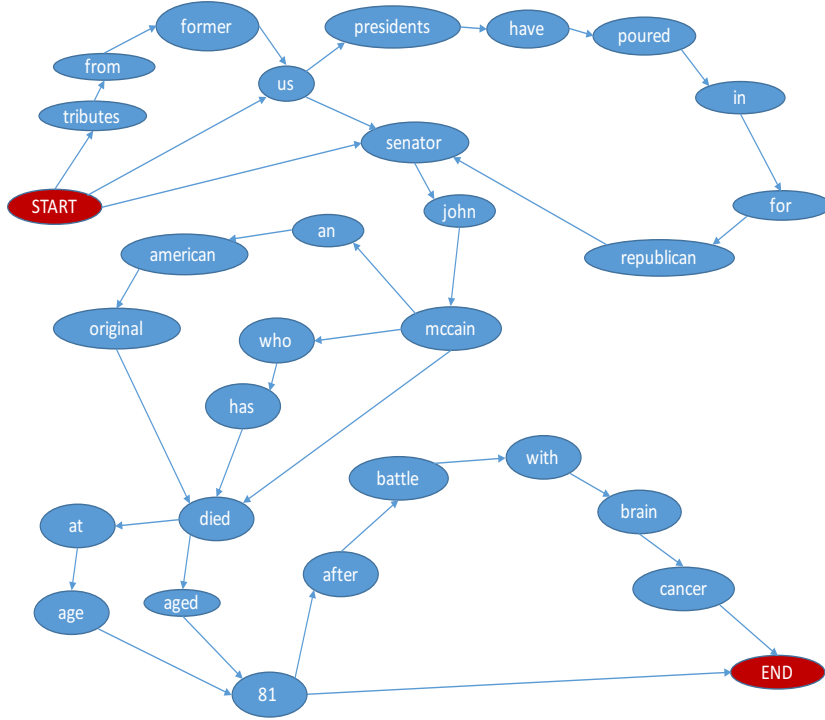 former
presidents
have
poured
from
us
in
tributes
senator
START
john
for
an
american
republican
original
who
mccain
has
battle
with
died
at
brain
after
cancer
age
aged
81
END